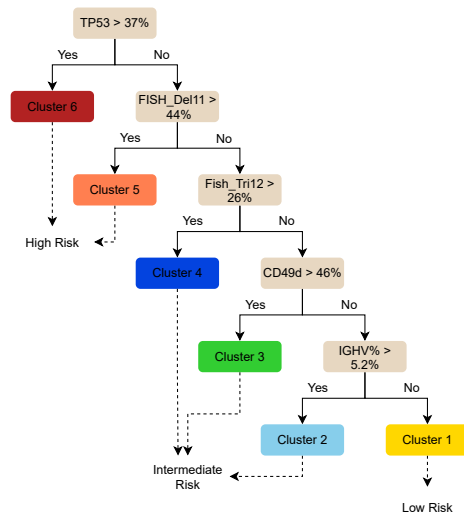 TP53 > 37%
Yes
No
Cluster 6
FISH_Del11 >
44%
Yes
No
Cluster 5
Fish_Tri12 >
26%
High Risk
Yes
No
Cluster 4
CD49d > 46%
Yes
No
Cluster 3
IGHV% >
5.2%
Yes
No
Cluster 2
Cluster 1
Intermediate
Risk
Low Risk